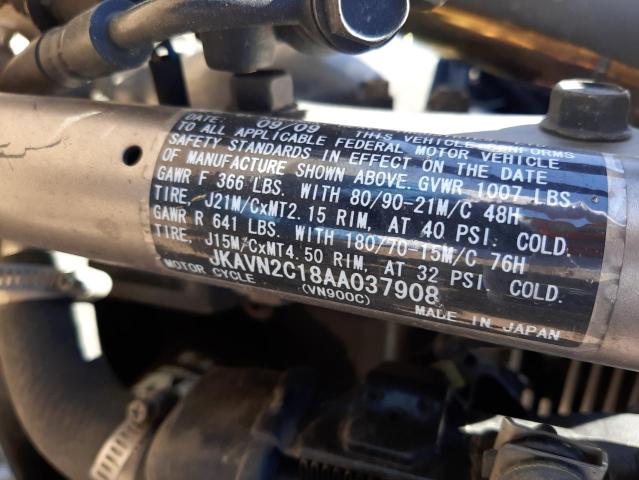 DATE: 09/09 THIS VEHICLE CONFORMS
TO ALL APPLICABLE FEDERAL MOTOR VEHICLE
SAFETY STANDARDS IN EFFECT ON THE DATE
OF MANUFACTURE SHOWN ABOVE. GVWR 1007 LBS.
GAWR F 366 LBS. WITH 80/90-21M/C 48H
TIRE, J21M/CxMT2.15 RIM, AT 40 PSI. COLD.
GAWR R 641 LBS. WITH 180/70-15M/C 76H
TIRE, J15M/CxMT4.50 RIM, AT 32 PSI. COLD.
JKAVN2C18AA037908
MOTOR CYCLE (VN900C) MADE IN JAPAN